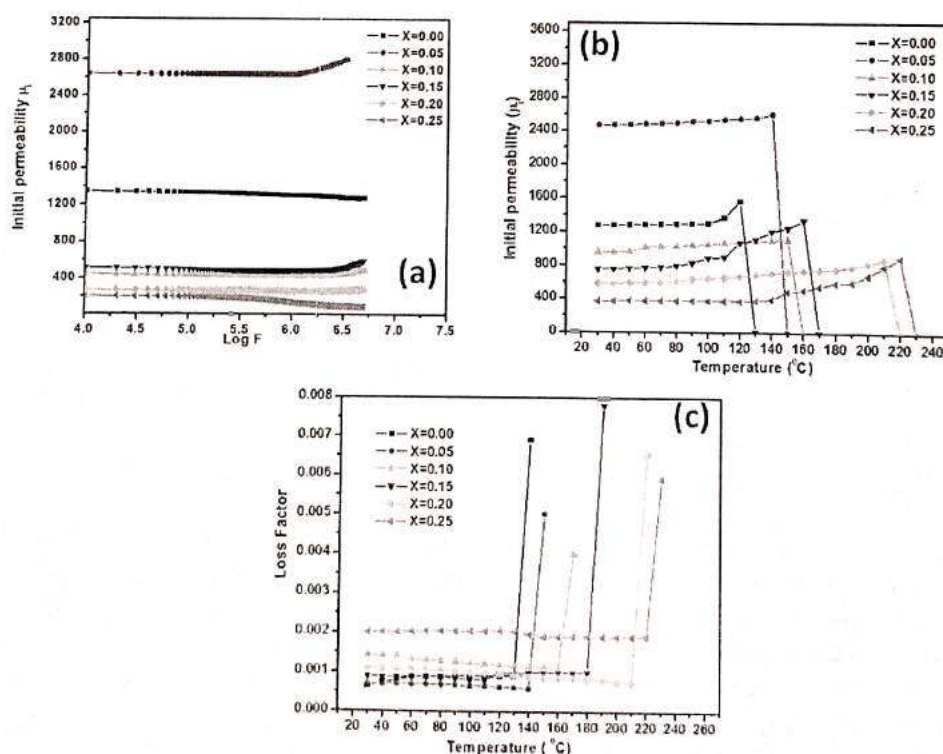 3200
2800
2400
2000
1600
1200
800
400
4.0
4.5
5.0
5.5
6.0
6.5
7.0
7.5
Initial permeability μi
Log F
X=0.00
X=0.05
X=0.10
X=0.15
X=0.20
X=0.25
(a)
3600
3200
2800
2400
2000
1600
1200
800
400
0
20 40 60 80 100 120 140 160 180 200 220 240
Initial permeability (μi)
Temperature (°C)
X=0.00
X=0.05
X=0.10
X=0.15
X=0.20
X=0.25
(b)
0.008
0.007
0.006
0.005
0.004
0.003
0.002
0.001
0.000
20 40 60 80 100 120 140 160 180 200 220 240 260
Loss Factor
Temperature (°C)
X=0.00
X=0.05
X=0.10
X=0.15
X=0.20
X=0.25
(c)